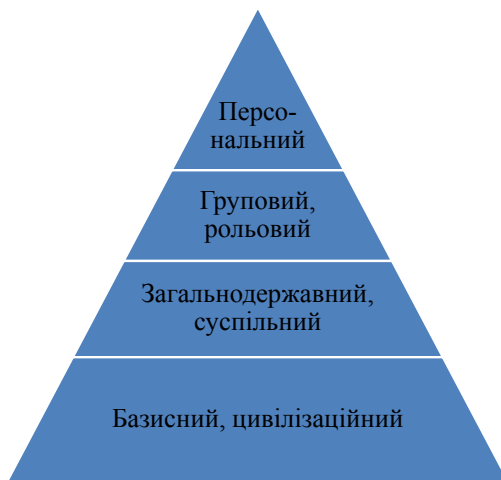 Персо-
нальний
Груповий,
рольовий
Загальнодержавний,
суспільний
Базисний, цивілізаційний